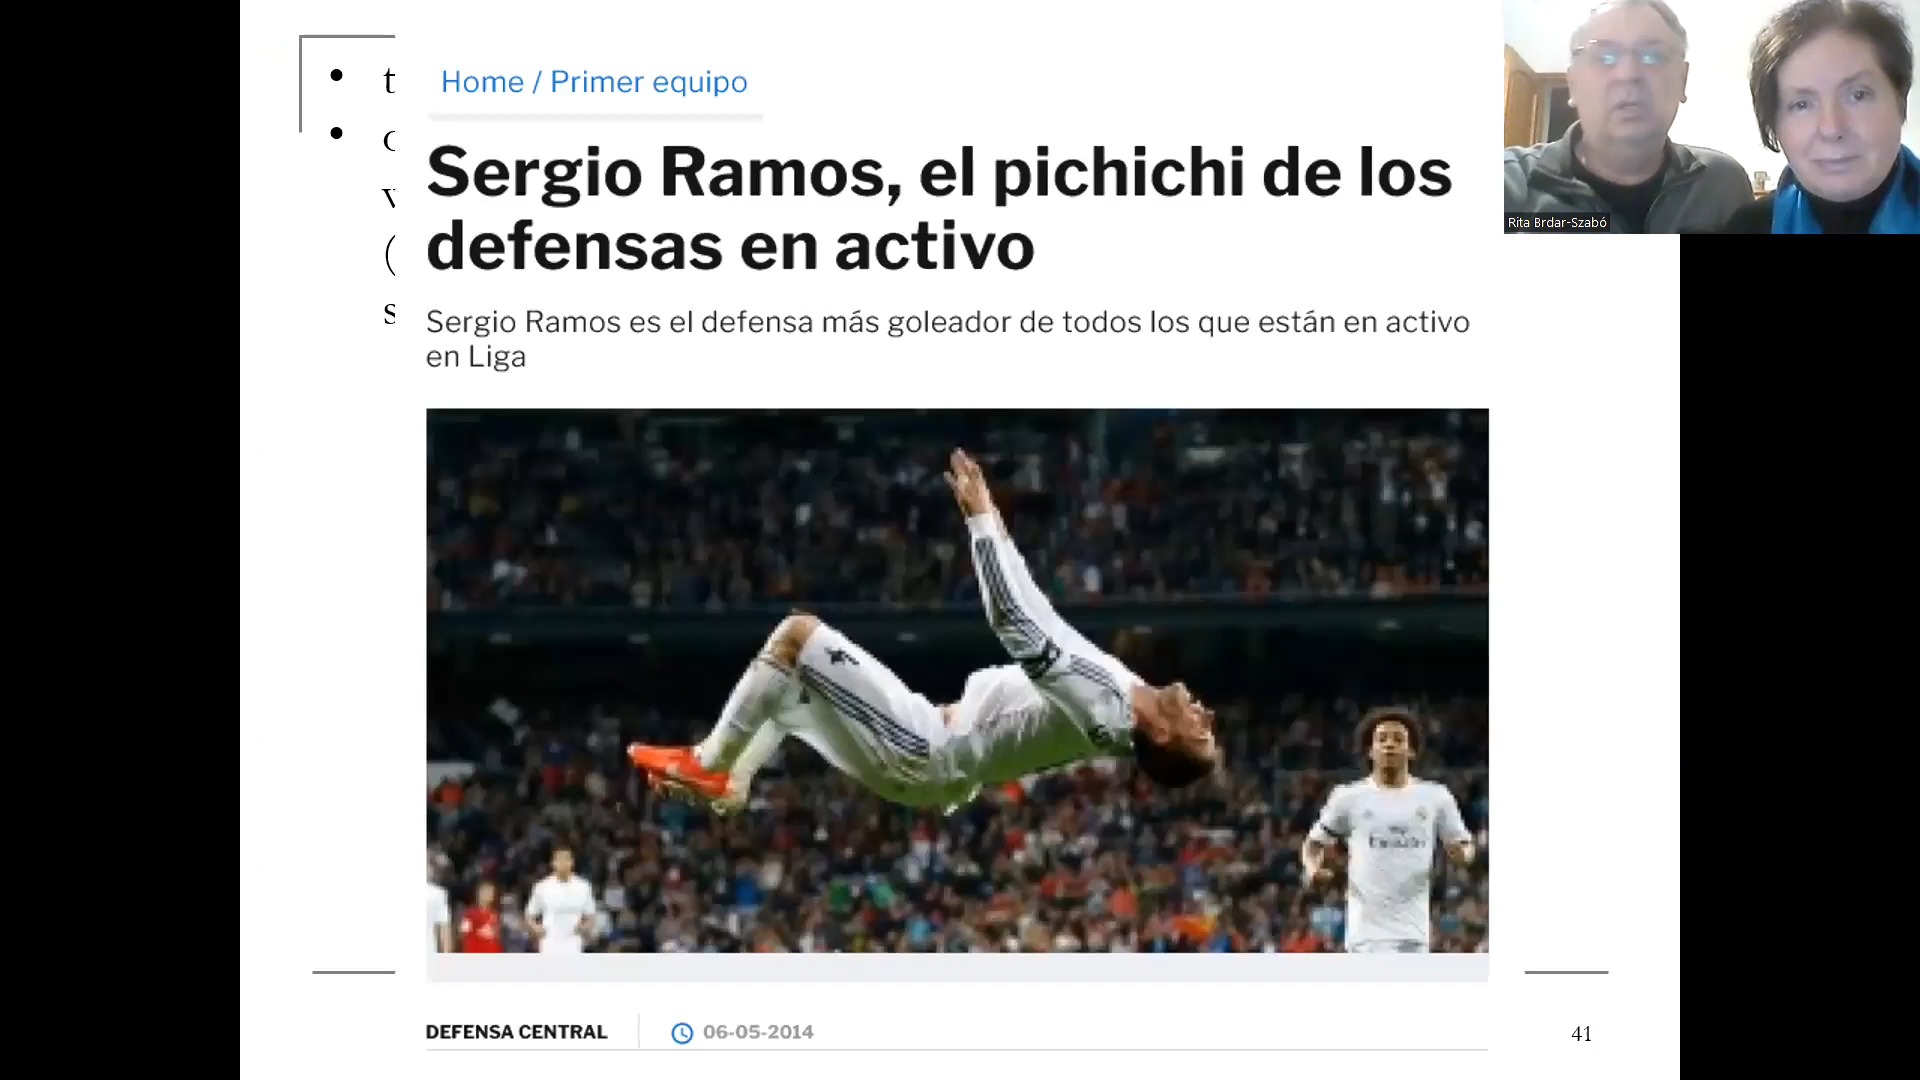 Home / Primer equipo
Sergio Ramos, el pichichi de los
defensas en activo
Sergio Ramos es el defensa más goleador de todos los que están en activo
en Liga
DEFENSA CENTRAL
06-05-2014
41
Rita Brdar-Szabó